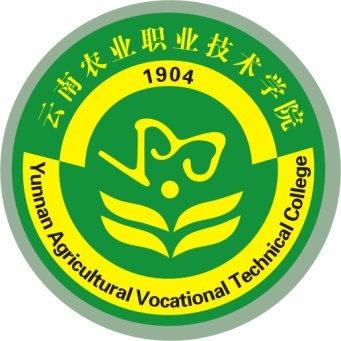 云南农业职业技术学院
1904
Yunnan Agricultural Vocational Technical College